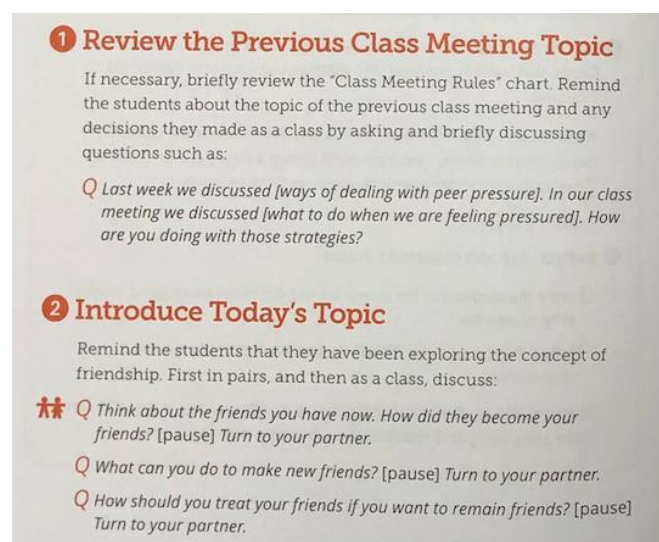 1 Review the Previous Class Meeting Topic
If necessary, briefly review the "Class Meeting Rules" chart. Remind
the students about the topic of the previous class meeting and any
decisions they made as a class by asking and briefly discussing
questions such as:
Q Last week we discussed [ways of dealing with peer pressure]. In our class
meeting we discussed [what to do when we are feeling pressured]. How
are you doing with those strategies?
2 Introduce Today's Topic
Remind the students that they have been exploring the concept of
friendship. First in pairs, and then as a class, discuss:
Q Think about the friends you have now. How did they become your
friends? [pause] Turn to your partner.
Q What can you do to make new friends? [pause] Turn to your partner.
Q How should you treat your friends if you want to remain friends? [pause]
Turn to your partner.